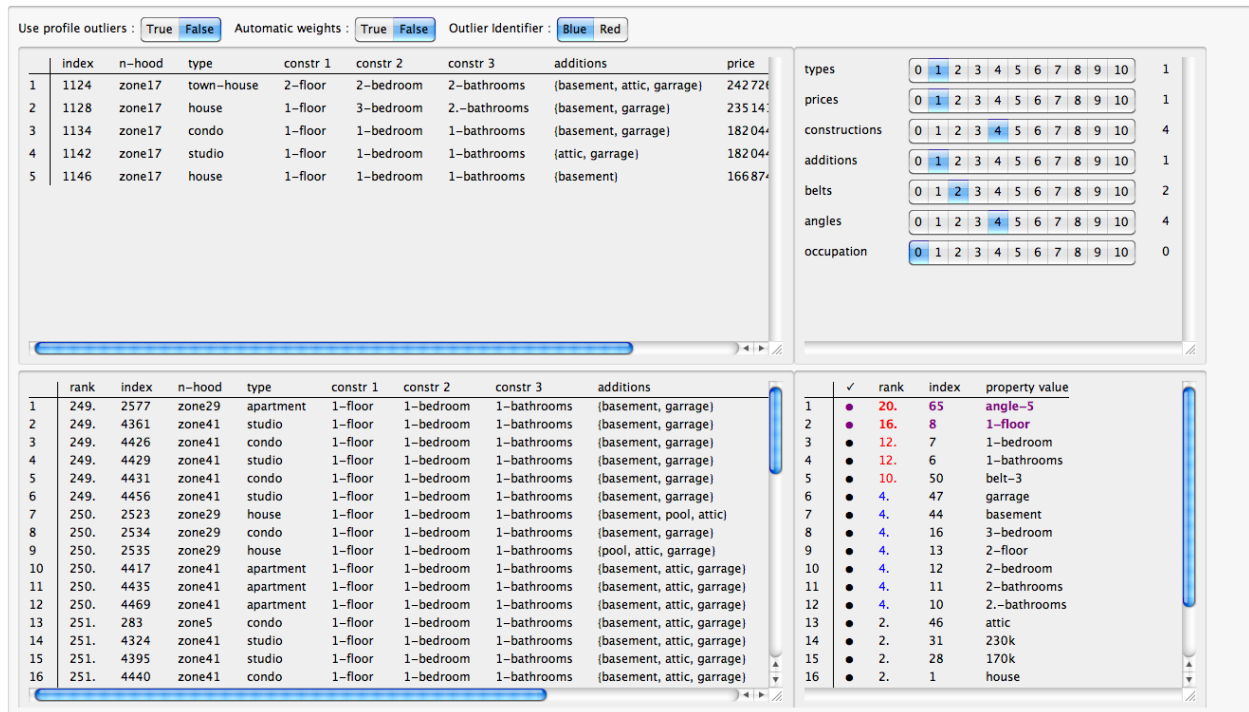 Use profile outliers : True False Automatic weights : True False Outlier Identifier : Blue Red
index n-hood type constr 1 constr 2 constr 3 additions price
1 1124 zone17 town-house 2-floor 2-bedroom 2-bathrooms {basement, attic, garrage} 242726
2 1128 zone17 house 1-floor 3-bedroom 2.-bathrooms {basement, garrage} 235141
3 1134 zone17 condo 1-floor 1-bedroom 1-bathrooms {basement, garrage} 182044
4 1142 zone17 studio 1-floor 1-bedroom 1-bathrooms {attic, garrage} 182044
5 1146 zone17 house 1-floor 1-bedroom 1-bathrooms {basement} 166874
types 0 1 2 3 4 5 6 7 8 9 10 1
prices 0 1 2 3 4 5 6 7 8 9 10 1
constructions 0 1 2 3 4 5 6 7 8 9 10 4
additions 0 1 2 3 4 5 6 7 8 9 10 1
belts 0 1 2 3 4 5 6 7 8 9 10 2
angles 0 1 2 3 4 5 6 7 8 9 10 4
occupation 0 1 2 3 4 5 6 7 8 9 10 0
rank index n-hood type constr 1 constr 2 constr 3 additions
1 249. 2577 zone29 apartment 1-floor 1-bedroom 1-bathrooms {basement, garrage}
2 249. 4361 zone41 studio 1-floor 1-bedroom 1-bathrooms {basement, garrage}
3 249. 4426 zone41 condo 1-floor 1-bedroom 1-bathrooms {basement, garrage}
4 249. 4429 zone41 studio 1-floor 1-bedroom 1-bathrooms {basement, garrage}
5 249. 4431 zone41 condo 1-floor 1-bedroom 1-bathrooms {basement, garrage}
6 249. 4456 zone41 studio 1-floor 1-bedroom 1-bathrooms {basement, garrage}
7 250. 2523 zone29 house 1-floor 1-bedroom 1-bathrooms {basement, pool, attic}
8 250. 2534 zone29 condo 1-floor 1-bedroom 1-bathrooms {basement, garrage}
9 250. 2535 zone29 house 1-floor 1-bedroom 1-bathrooms {pool, attic, garrage}
10 250. 4417 zone41 apartment 1-floor 1-bedroom 1-bathrooms {basement, attic, garrage}
11 250. 4435 zone41 apartment 1-floor 1-bedroom 1-bathrooms {basement, attic, garrage}
12 250. 4469 zone41 apartment 1-floor 1-bedroom 1-bathrooms {basement, attic, garrage}
13 251. 283 zone5 condo 1-floor 1-bedroom 1-bathrooms {basement, attic, garrage}
14 251. 4324 zone41 studio 1-floor 1-bedroom 1-bathrooms {basement, attic, garrage}
15 251. 4395 zone41 studio 1-floor 1-bedroom 1-bathrooms {basement, attic, garrage}
16 251. 4440 zone41 condo 1-floor 1-bedroom 1-bathrooms {basement, attic, garrage}
✓ rank index property value
1 ● 20. 65 angle-5
2 ● 16. 8 1-floor
3 ● 12. 7 1-bedroom
4 ● 12. 6 1-bathrooms
5 ● 10. 50 belt-3
6 ● 4. 47 garrage
7 ● 4. 44 basement
8 ● 4. 16 3-bedroom
9 ● 4. 13 2-floor
10 ● 4. 12 2-bedroom
11 ● 4. 11 2-bathrooms
12 ● 4. 10 2.-bathrooms
13 ● 2. 46 attic
14 ● 2. 31 230k
15 ● 2. 28 170k
16 ● 2. 1 house